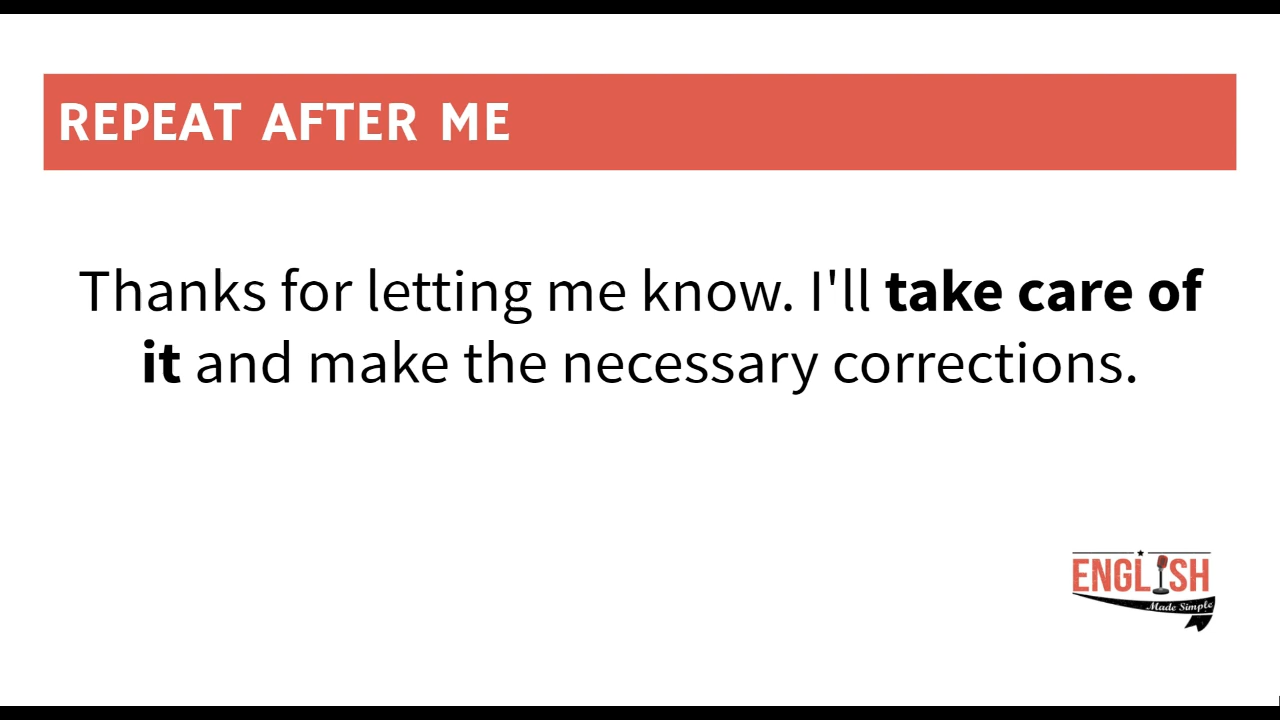 REPEAT AFTER ME
Thanks for letting me know. I'll take care of
it and make the necessary corrections.
ENGLISH
Made Simple